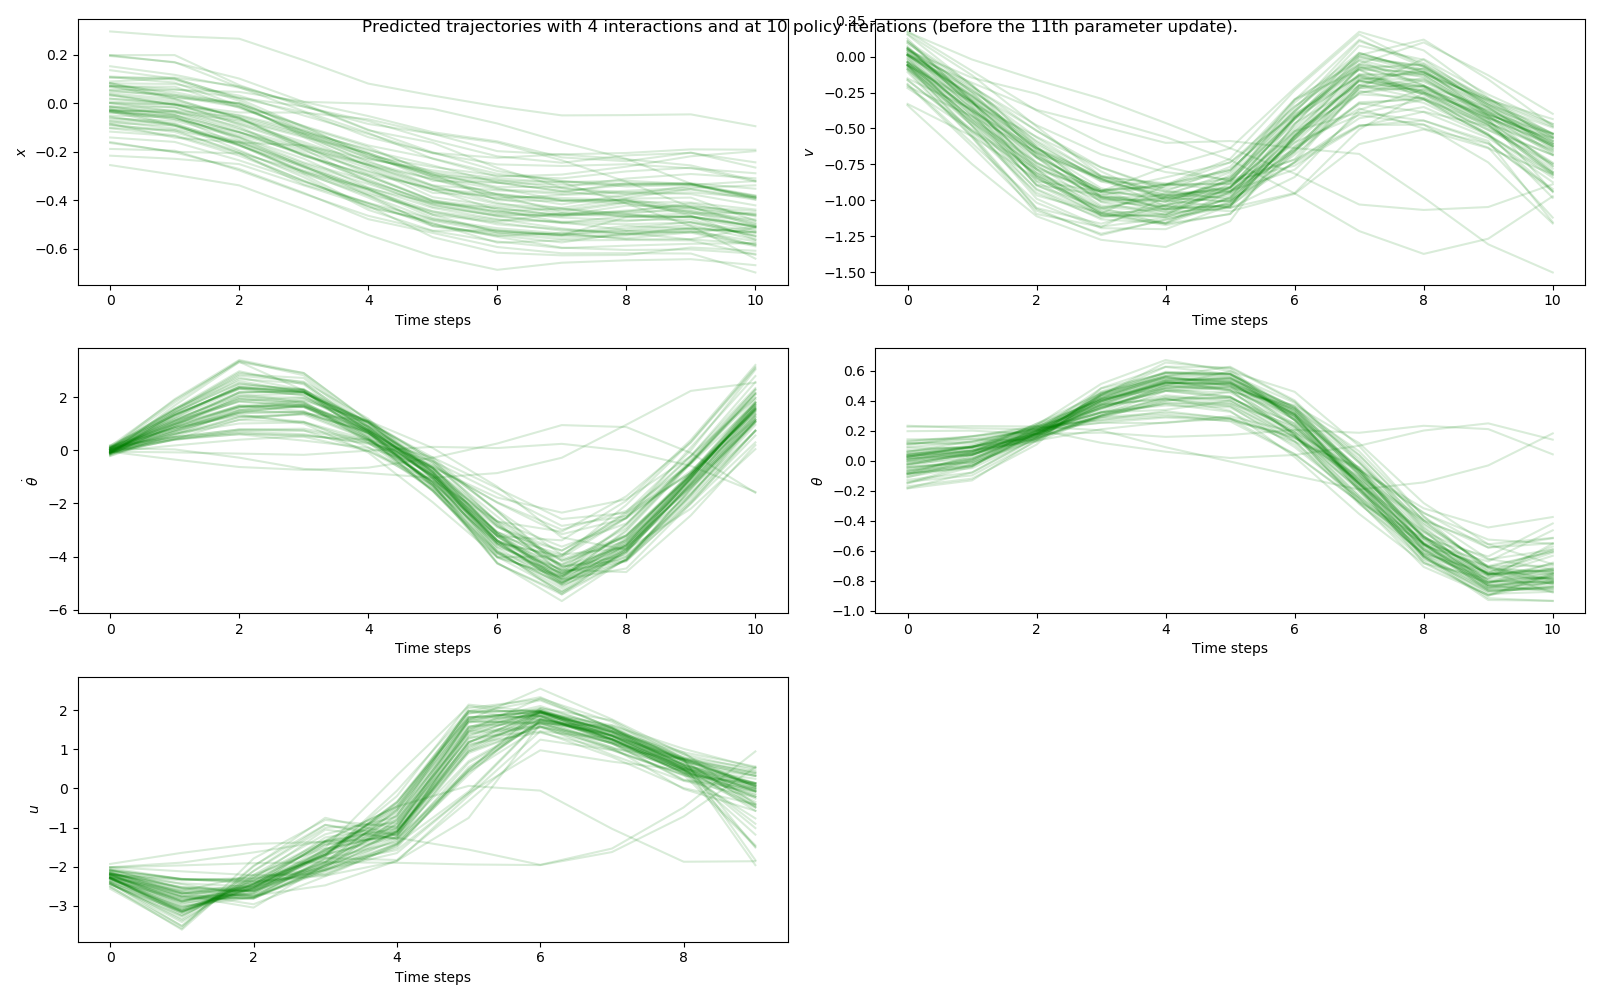 Predicted trajectories with 4 interactions and at 10 policy iterations (before the 11th parameter update).
0.2
0.0
−0.2
−0.4
−0.6
x
0 2 4 6 8 10
Time steps
0.25
0.00
−0.25
−0.50
−0.75
−1.00
−1.25
−1.50
v
0 2 4 6 8 10
Time steps
2
0
−2
−4
−6
θ̇
0 2 4 6 8 10
Time steps
0.6
0.4
0.2
0.0
−0.2
−0.4
−0.6
−0.8
−1.0
θ
0 2 4 6 8 10
Time steps
2
1
0
−1
−2
−3
u
0 2 4 6 8
Time steps